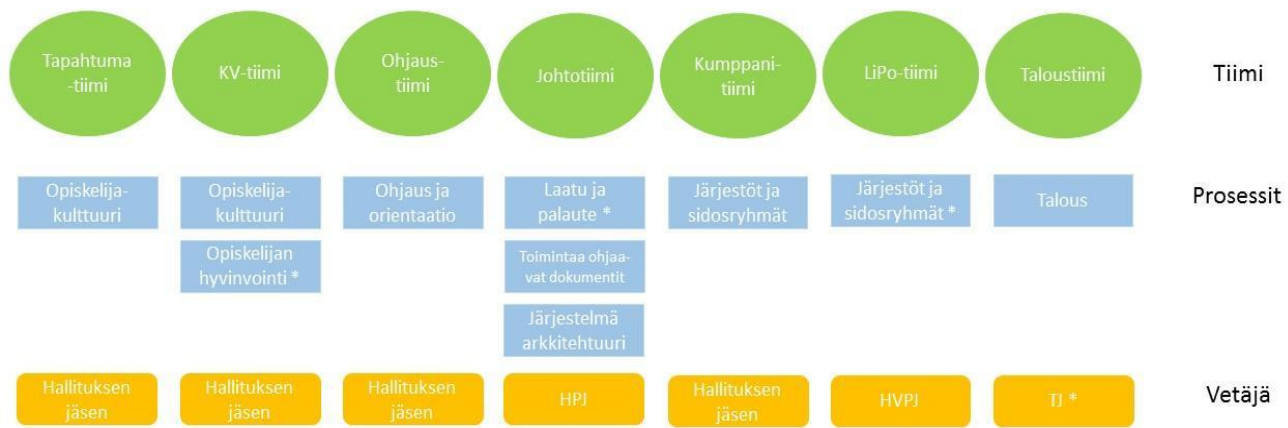 Tapahtuma
-tiimi
KV-tiimi
Ohjaus-
tiimi
Johtotiimi
Kumppani-
tiimi
LiPo-tiimi
Taloustiimi
Tiimi
Opiskelija-
kulttuuri
Opiskelija-
kulttuuri
Ohjaus ja
orientaatio
Laatu ja
palaute *
Järjestöt ja
sidosryhmät
Järjestöt ja
sidosryhmät *
Talous
Prosessit
Opiskelijan
hyvinvointi *
Toimintaa ohjaa-
vat dokumentit
Järjestelmä
arkkitehtuuri
Hallituksen
jäsen
Hallituksen
jäsen
Hallituksen
jäsen
HPJ
Hallituksen
jäsen
HVPJ
TJ *
Vetäjä